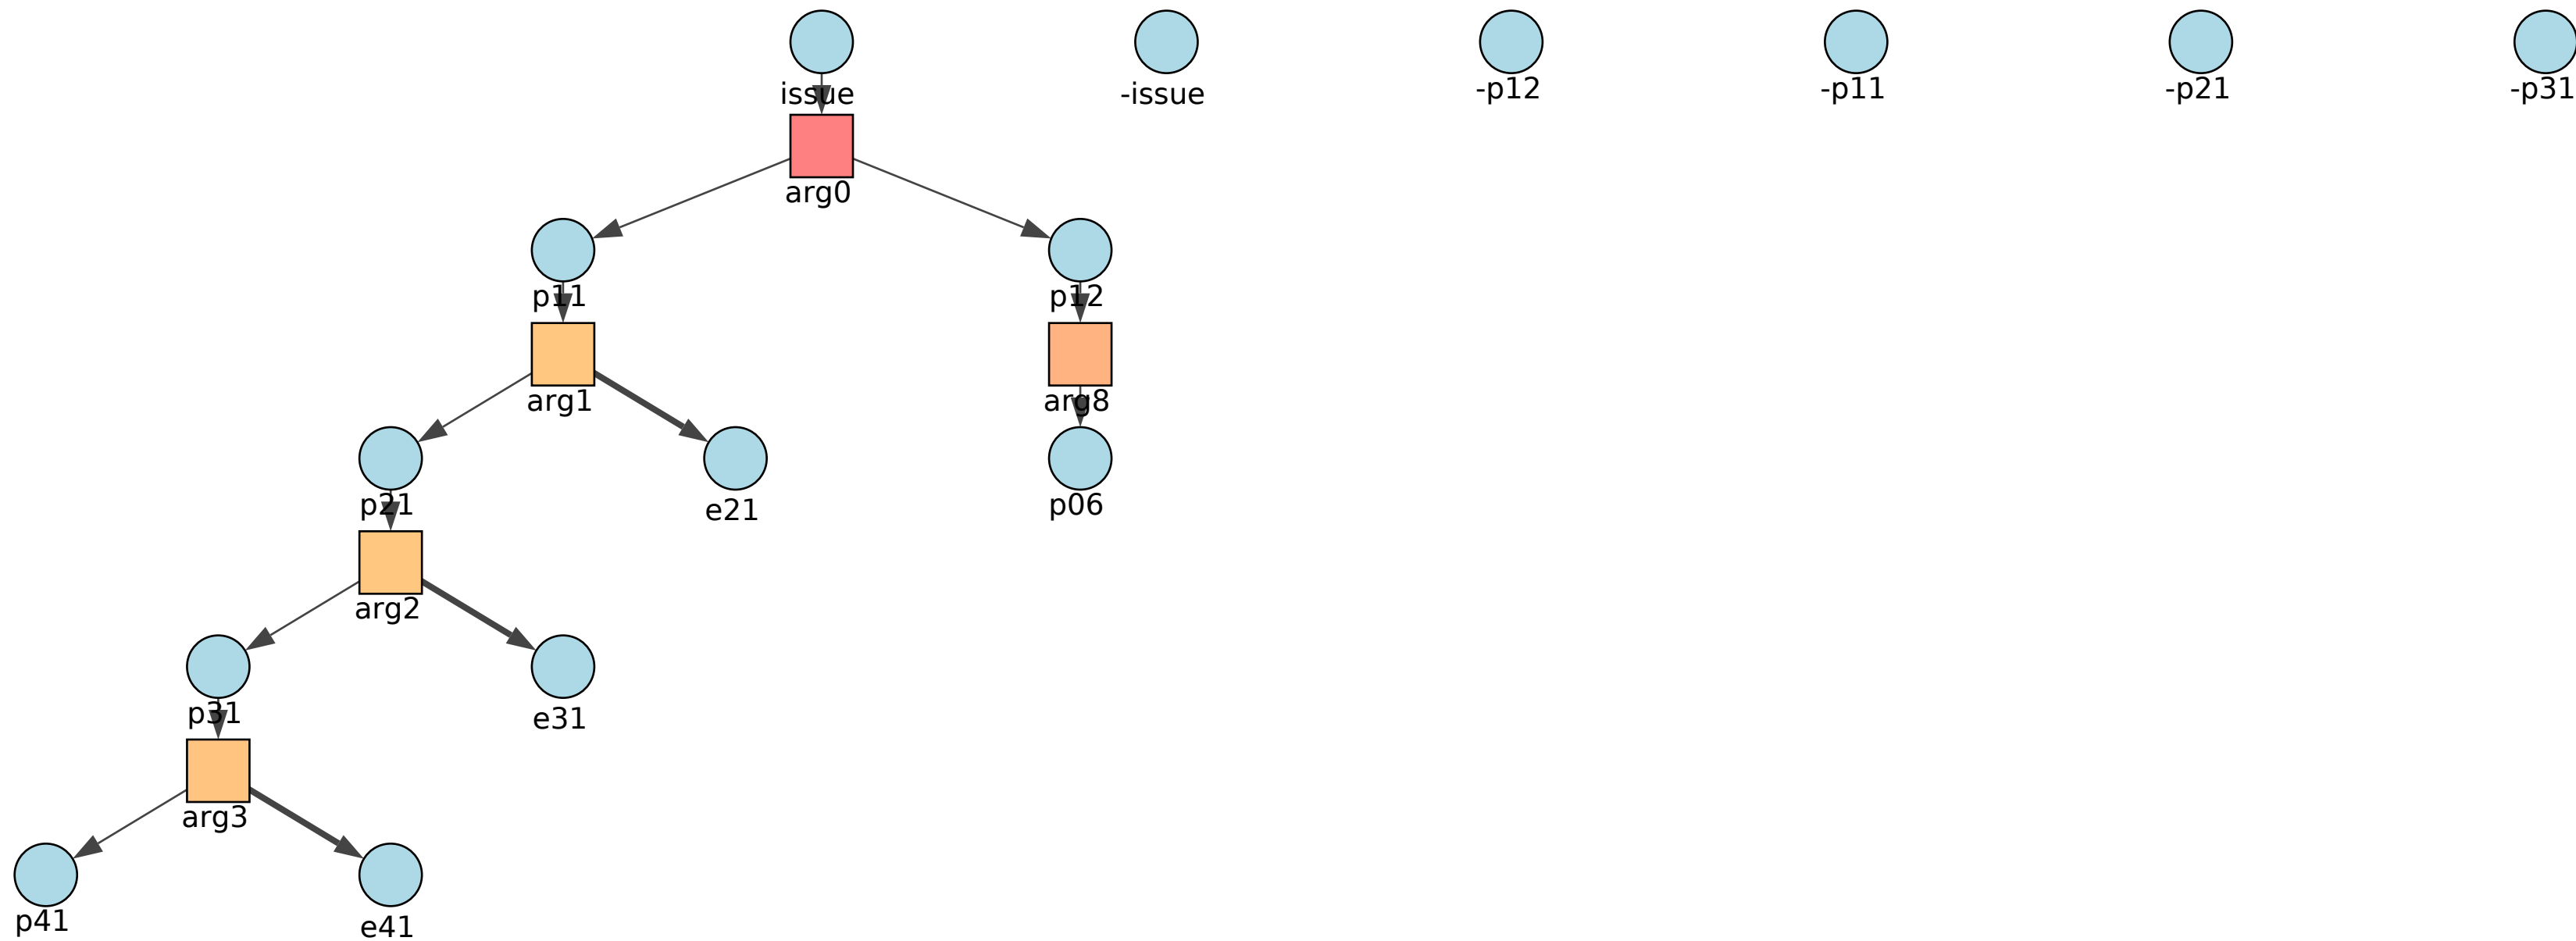 issue
-issue
-p12
-p11
-p21
-p31
arg0
p11
p12
arg1
arg8
p21
e21
p06
arg2
p31
e31
arg3
p41
e41